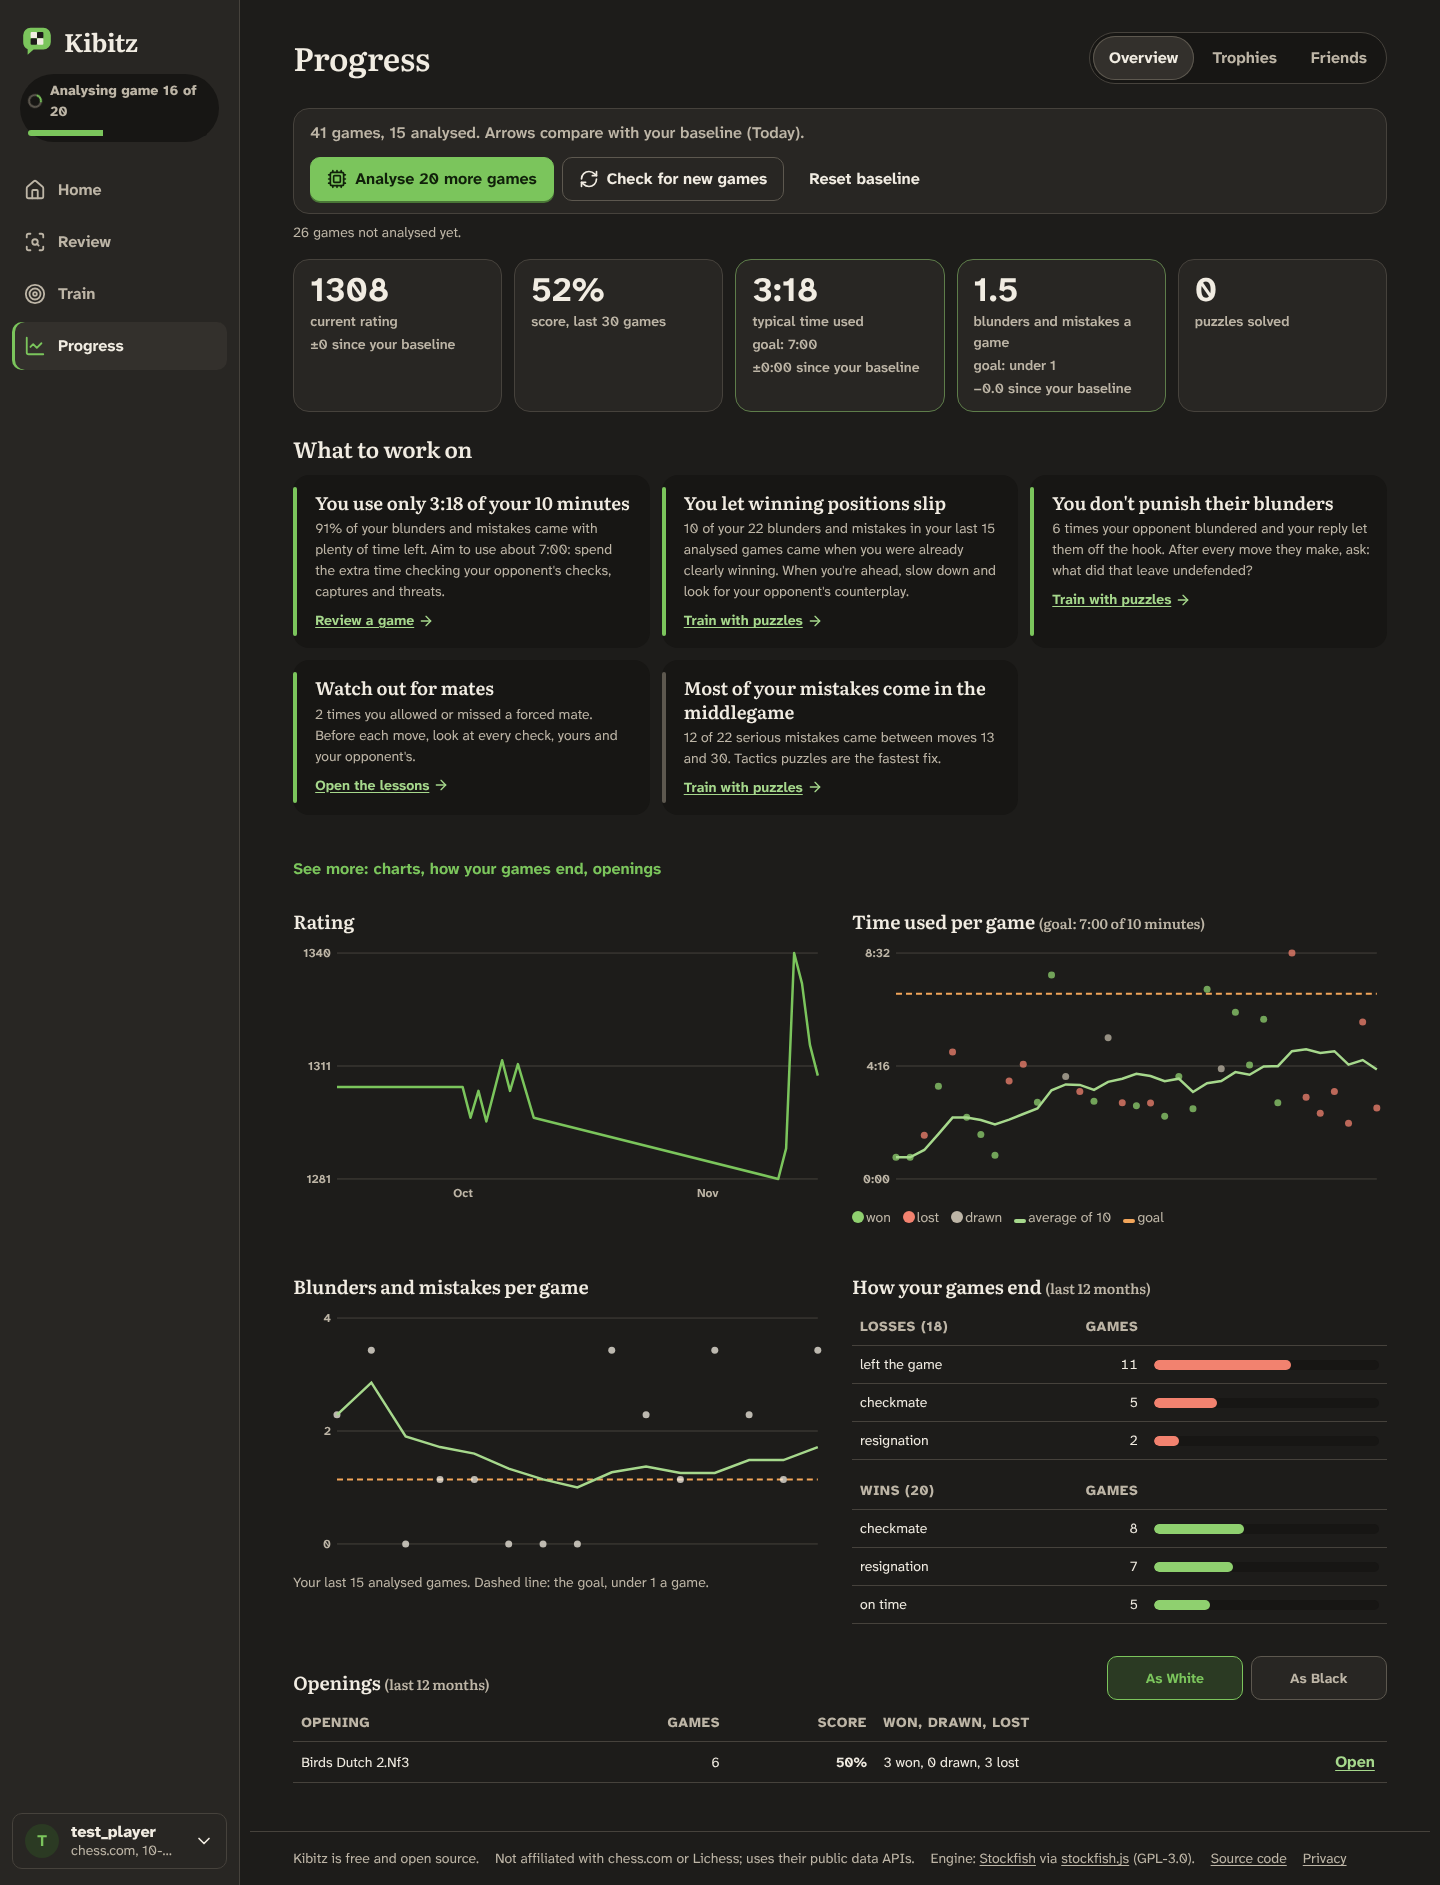 Kibitz
Analysing game 16 of
20
Home
Review
Train
Progress
Progress
Overview
Trophies
Friends
41 games, 15 analysed. Arrows compare with your baseline (Today).
Analyse 20 more games
Check for new games
Reset baseline
26 games not analysed yet.
1308
current rating
±0 since your baseline
52%
score, last 30 games
3:18
typical time used
goal: 7:00
±0:00 since your baseline
1.5
blunders and mistakes a
game
goal: under 1
−0.0 since your baseline
0
puzzles solved
What to work on
You use only 3:18 of your 10 minutes
91% of your blunders and mistakes came with
plenty of time left. Aim to use about 7:00: spend
the extra time checking your opponent's checks,
captures and threats.
Review a game →
You let winning positions slip
10 of your 22 blunders and mistakes in your last 15
analysed games came when you were already
clearly winning. When you're ahead, slow down and
look for your opponent's counterplay.
Train with puzzles →
You don't punish their blunders
6 times your opponent blundered and your reply let
them off the hook. After every move they make, ask:
what did that leave undefended?
Train with puzzles →
Watch out for mates
2 times you allowed or missed a forced mate.
Before each move, look at every check, yours and
your opponent's.
Open the lessons →
Most of your mistakes come in the
middlegame
12 of 22 serious mistakes came between moves 13
and 30. Tactics puzzles are the fastest fix.
Train with puzzles →
See more: charts, how your games end, openings
Rating
1340
1311
1281
Oct
Nov
Time used per game (goal: 7:00 of 10 minutes)
8:32
4:16
0:00
won
lost
drawn
average of 10
goal
Blunders and mistakes per game
4
2
0
Your last 15 analysed games. Dashed line: the goal, under 1 a game.
How your games end (last 12 months)
LOSSES (18) GAMES
left the game 11
checkmate 5
resignation 2
WINS (20) GAMES
checkmate 8
resignation 7
on time 5
Openings (last 12 months)
As White
As Black
OPENING GAMES SCORE WON, DRAWN, LOST
Birds Dutch 2.Nf3 6 50% 3 won, 0 drawn, 3 lost Open
T
test_player
chess.com, 10-...
Kibitz is free and open source. Not affiliated with chess.com or Lichess; uses their public data APIs. Engine: Stockfish via stockfish.js (GPL-3.0). Source code Privacy